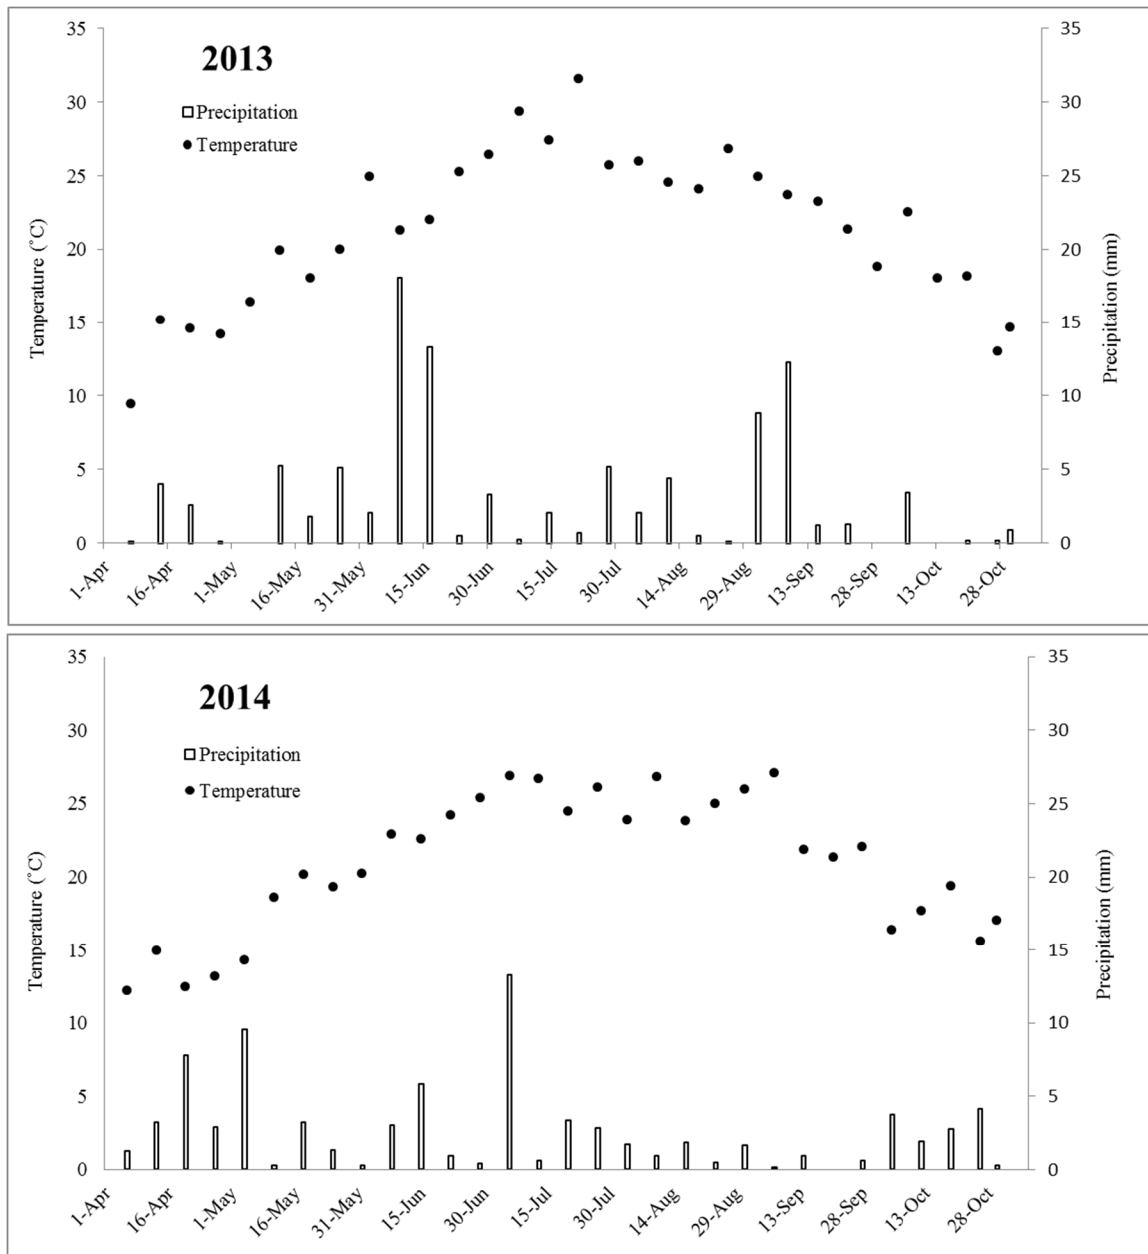 2013
Precipitation
Temperature
35
30
25
20
15
10
5
0
Temperature (˚C)
35
30
25
20
15
10
5
0
Precipitation (mm)
1-Apr
16-Apr
1-May
16-May
31-May
15-Jun
30-Jun
15-Jul
30-Jul
14-Aug
29-Aug
13-Sep
28-Sep
13-Oct
28-Oct
2014
Precipitation
Temperature
35
30
25
20
15
10
5
0
Temperature (˚C)
35
30
25
20
15
10
5
0
Precipitation (mm)
1-Apr
16-Apr
1-May
16-May
31-May
15-Jun
30-Jun
15-Jul
30-Jul
14-Aug
29-Aug
13-Sep
28-Sep
13-Oct
28-Oct